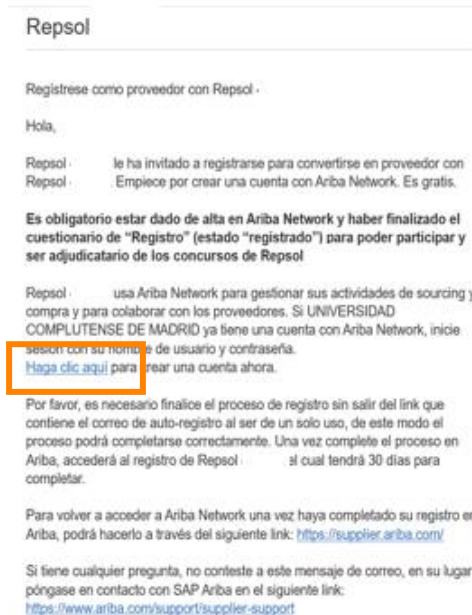 Repsol
Regístrese como proveedor con Repsol
Hola,
Repsol le ha invitado a registrarse para convertirse en proveedor con
Repsol . Empiece por crear una cuenta con Ariba Network. Es gratis.
Es obligatorio estar dado de alta en Ariba Network y haber finalizado el
cuestionario de “Registro” (estado “registrado”) para poder participar y
ser adjudicatario de los concursos de Repsol
Repsol usa Ariba Network para gestionar sus actividades de sourcing y
compra y para colaborar con los proveedores. Si UNIVERSIDAD
COMPLUTENSE DE MADRID ya tiene una cuenta con Ariba Network, inicie
sesión con su nombre de usuario y contraseña.
Haga clic aquí para crear una cuenta ahora.
Por favor, es necesario finalice el proceso de registro sin salir del link que
contiene el correo de auto-registro al ser de un solo uso, de este modo el
proceso podrá completarse correctamente. Una vez complete el proceso en
Ariba, accederá al registro de Repsol el cual tendrá 30 días para
completar.
Para volver a acceder a Ariba Network una vez haya completado su registro en
Ariba, podrá hacerlo a través del siguiente link: https://supplier.ariba.com/
Si tiene cualquier pregunta, no conteste a este mensaje de correo, en su lugar
póngase en contacto con SAP Ariba en el siguiente link:
https://www.ariba.com/support/supplier-support